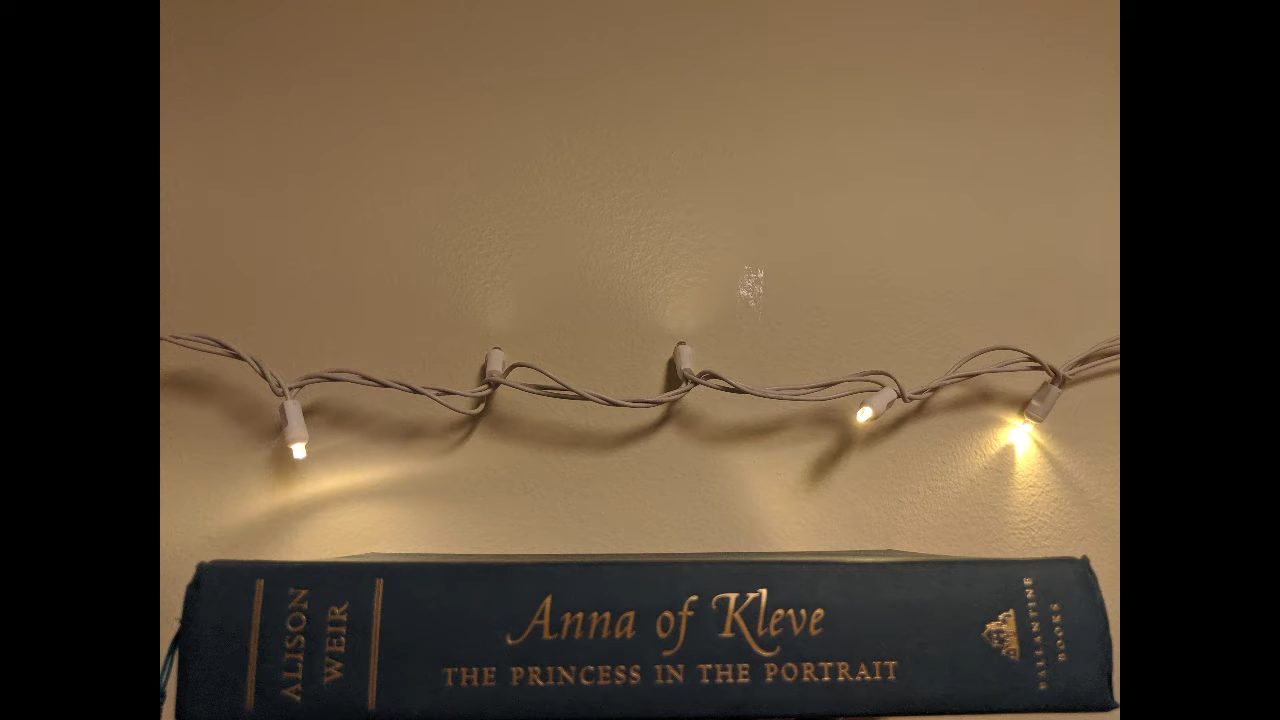 ALISON
WEIR
Anna of Kleve
THE PRINCESS IN THE PORTRAIT
BALLANTINE
BOOKS